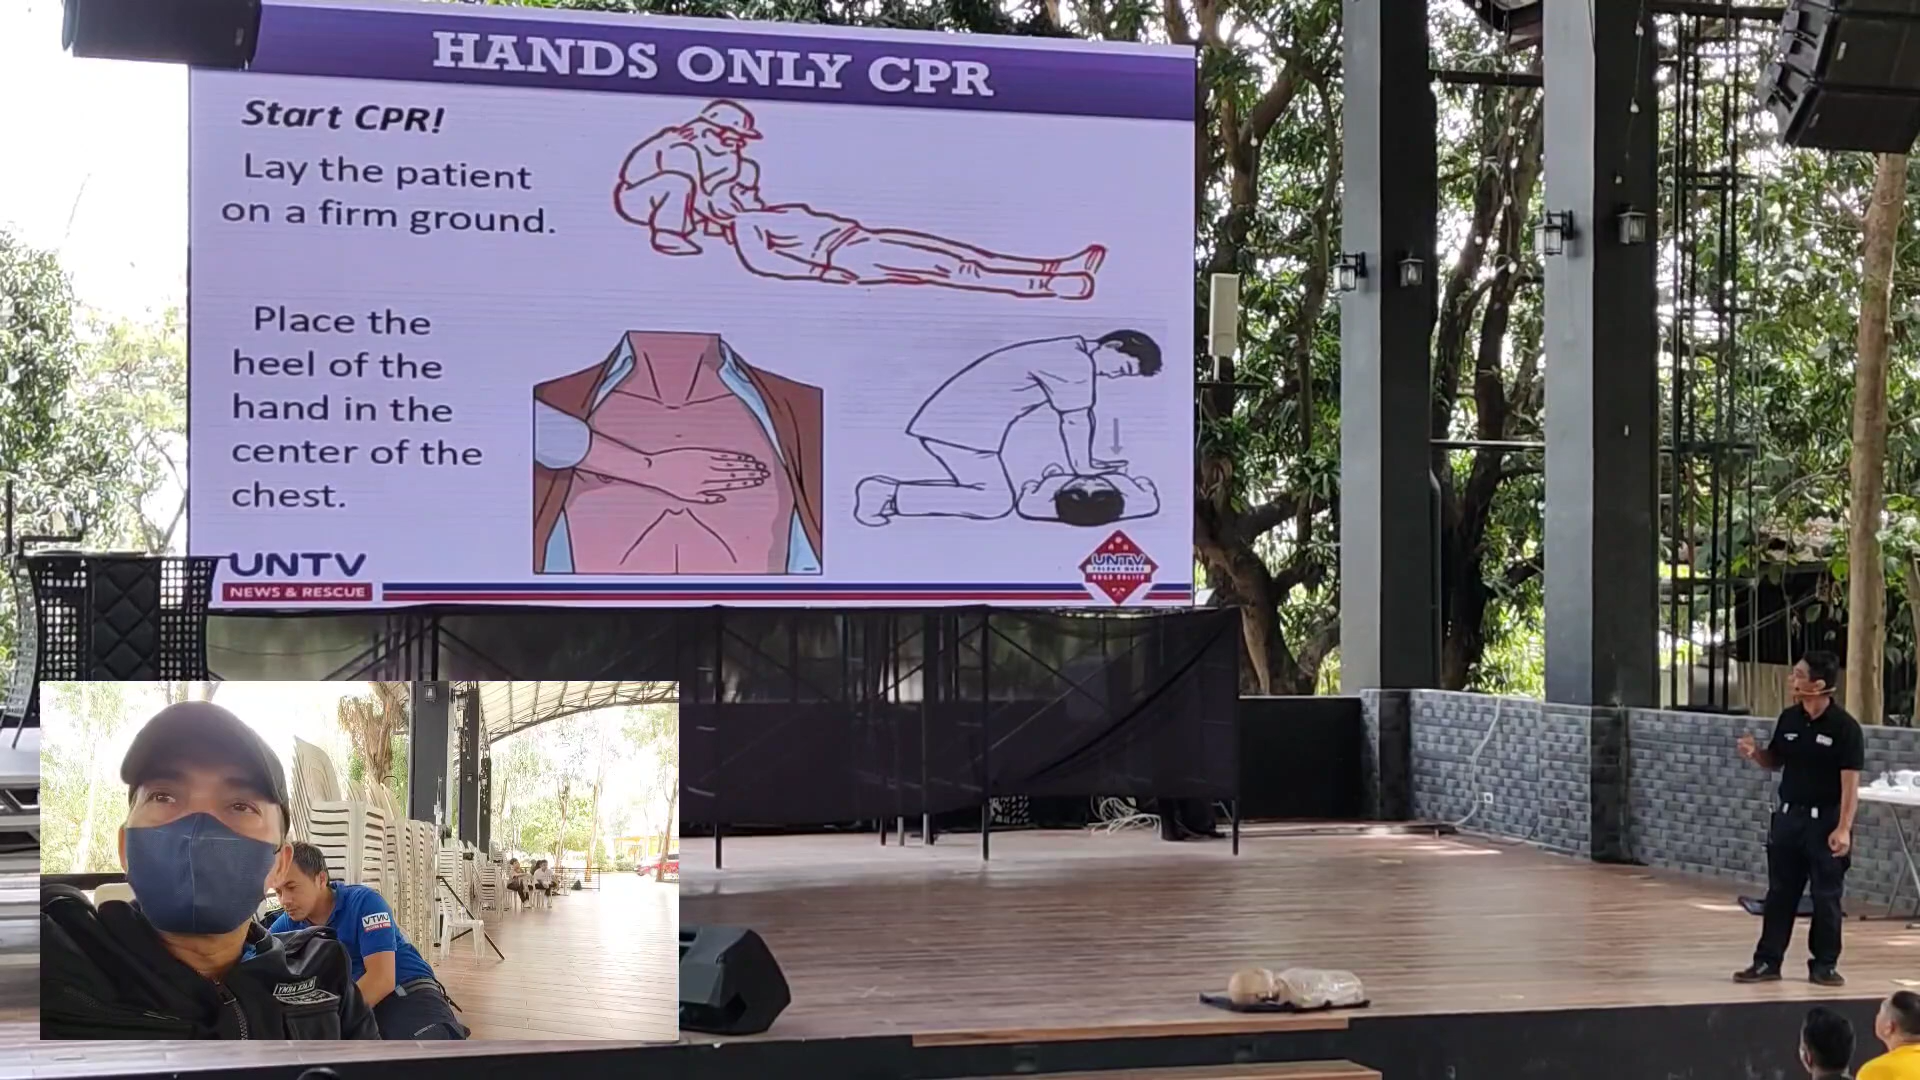 HANDS ONLY CPR
Start CPR!
Lay the patient
on a firm ground.
Place the
heel of the
hand in the
center of the
chest.
UNTV
NEWS & RESCUE
UNTV
UNTV